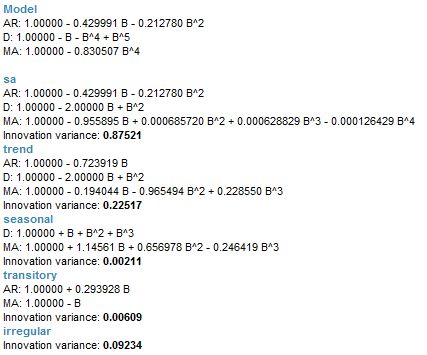 Model
AR: 1.00000 - 0.429991 B - 0.212780 B^2
D: 1.00000 - B - B^4 + B^5
MA: 1.00000 - 0.830507 B^4
sa
AR: 1.00000 - 0.429991 B - 0.212780 B^2
D: 1.00000 - 2.00000 B + B^2
MA: 1.00000 - 0.955895 B + 0.000685720 B^2 + 0.000628829 B^3 - 0.000126429 B^4
Innovation variance: 0.87521
trend
AR: 1.00000 - 0.723919 B
D: 1.00000 - 2.00000 B + B^2
MA: 1.00000 - 0.194044 B - 0.965494 B^2 + 0.228550 B^3
Innovation variance: 0.22517
seasonal
D: 1.00000 + B + B^2 + B^3
MA: 1.00000 + 1.14561 B + 0.656978 B^2 - 0.246419 B^3
Innovation variance: 0.00211
transitory
AR: 1.00000 + 0.293928 B
MA: 1.00000 - B
Innovation variance: 0.00609
irregular
Innovation variance: 0.09234